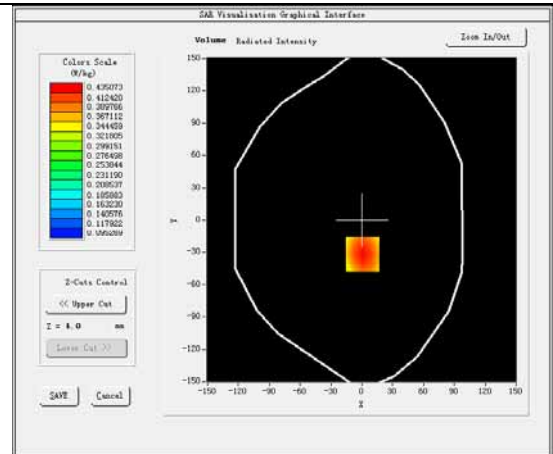 SAR Visualisation Graphical Interface
Volume Radiated Intensity
Zoom In/Out
Colors Scale
(W/kg)
0.435073
0.412420
0.389766
0.367112
0.344459
0.321805
0.299151
0.276498
0.253844
0.231190
0.208537
0.185883
0.163230
0.140576
0.117922
0.095269
150
120
90
60
30
0
-30
-60
-90
-120
-150
Y
-150 -120 -90 -60 -30 0 30 60 90 120 150
X
Z-Cuts Control
<< Upper Cut
Z = 4.0 mm
Lower Cut >>
SAVE Cancel